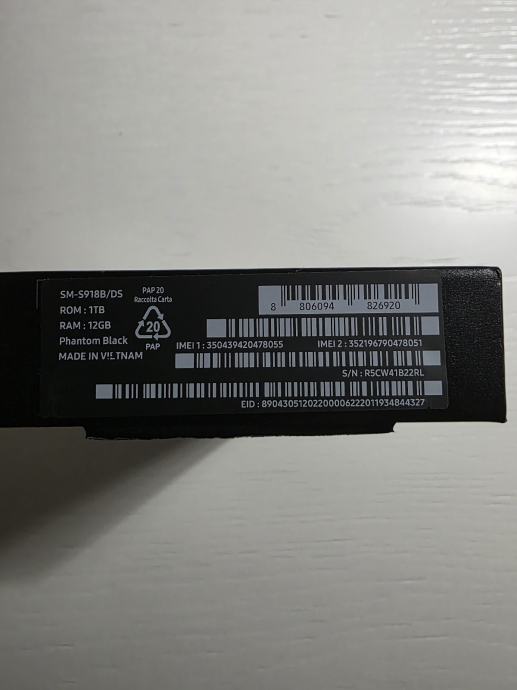 SM-S918B/DS
ROM : 1TB
RAM : 12GB
Phantom Black
MADE IN VIETNAM
PAP 20
Raccolta Carta
20
PAP
8 806094 826920
IMEI 1 : 350439420478055
IMEI 2 : 352196790478051
S/N : R5CW41B22RL
EID : 89043051202200006222011934844327